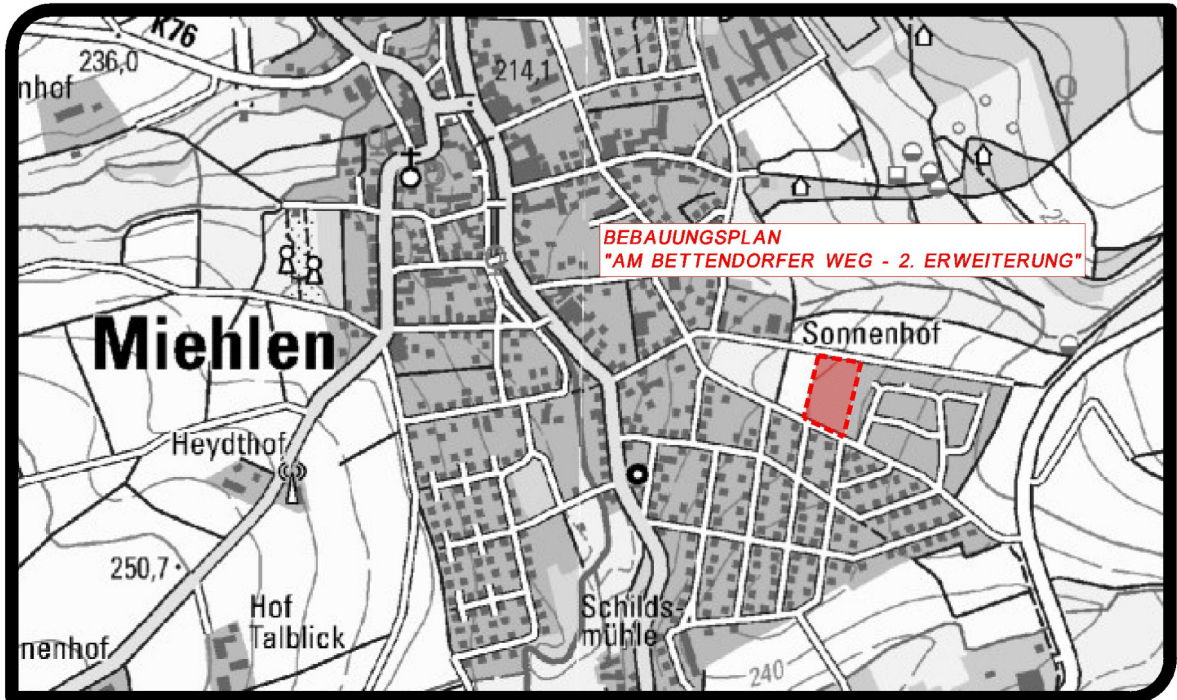 K76
236,0
nhof
214,1
BEBAUUNGSPLAN
"AM BETTENDORFER WEG - 2. ERWEITERUNG"
Miehlen
Sonnenhof
Heydthof
250,7
Hof
Talblick
Schilds-
mühle
nenhof
240